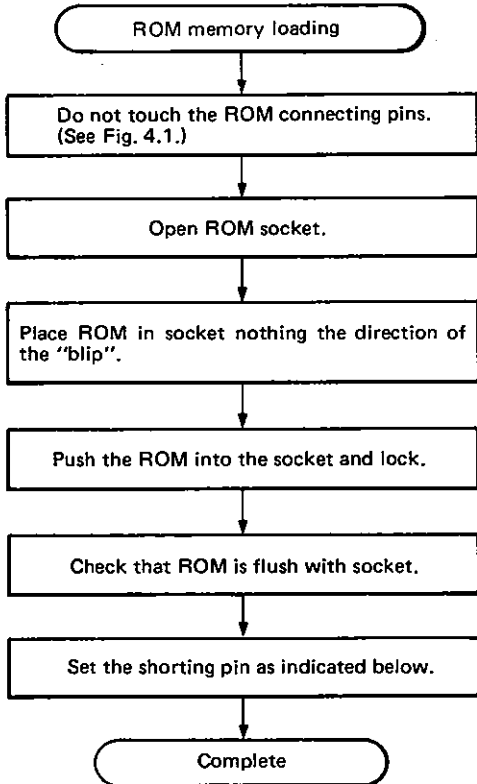 ROM memory loading
Do not touch the ROM connecting pins.
(See Fig. 4.1.)
Open ROM socket.
Place ROM in socket nothing the direction of
the "blip".
Push the ROM into the socket and lock.
Check that ROM is flush with socket.
Set the shorting pin as indicated below.
Complete